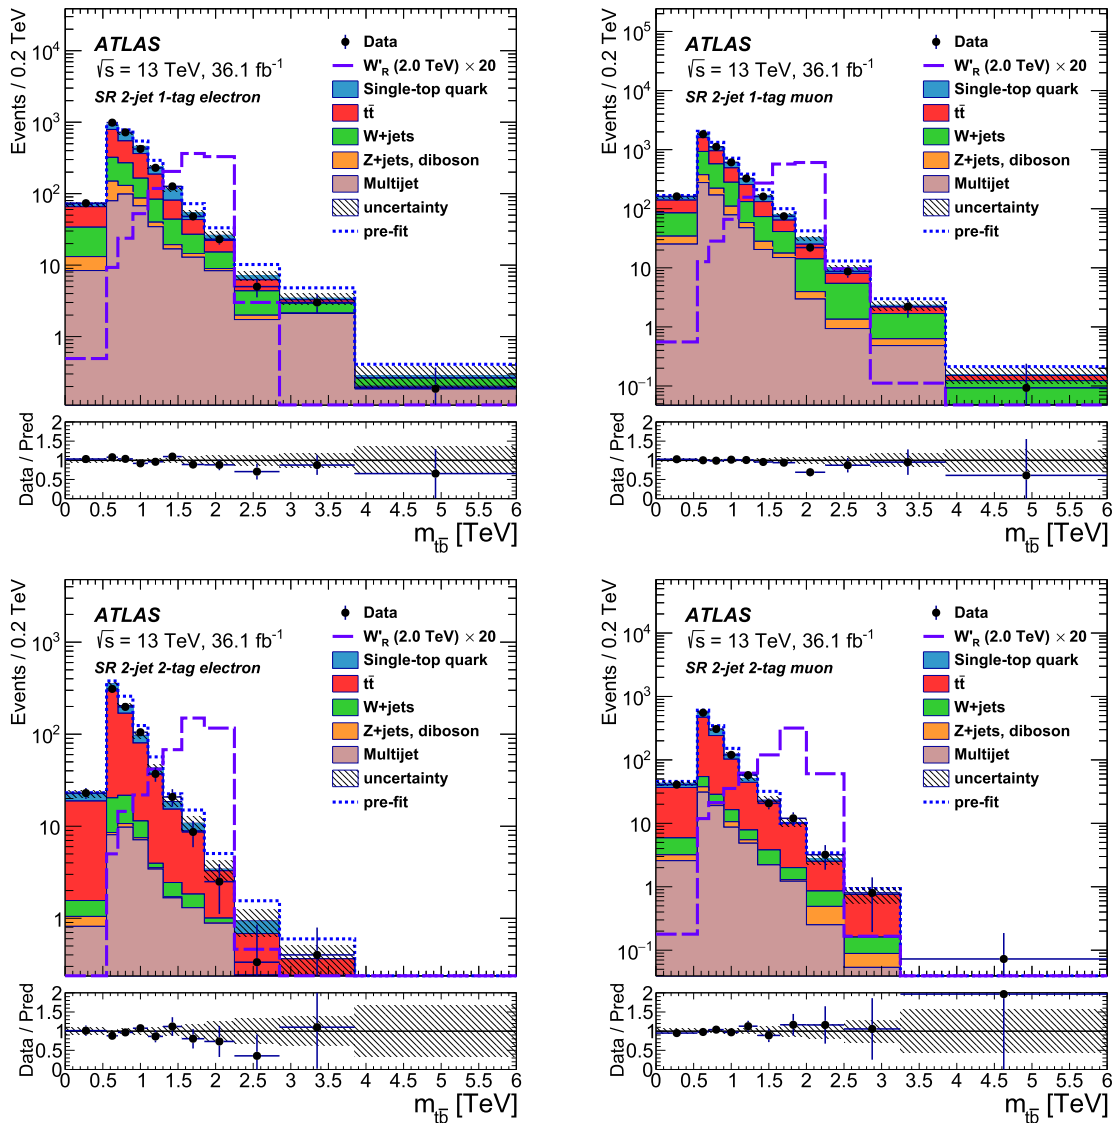 Events / 0.2 TeV
10⁴
10³
10²
10
1
ATLAS
√s = 13 TeV, 36.1 fb⁻¹
SR 2-jet 1-tag electron
Data
W'_R (2.0 TeV) × 20
Single-top quark
tt̄
W+jets
Z+jets, diboson
Multijet
uncertainty
pre-fit
Data / Pred
2
1.5
1
0.5
0
0 0.5 1 1.5 2 2.5 3 3.5 4 4.5 5 5.5 6
m_tb̄ [TeV]
Events / 0.2 TeV
10⁵
10⁴
10³
10²
10
1
10⁻¹
ATLAS
√s = 13 TeV, 36.1 fb⁻¹
SR 2-jet 1-tag muon
Data
W'_R (2.0 TeV) × 20
Single-top quark
tt̄
W+jets
Z+jets, diboson
Multijet
uncertainty
pre-fit
Data / Pred
2
1.5
1
0.5
0
0 0.5 1 1.5 2 2.5 3 3.5 4 4.5 5 5.5 6
m_tb̄ [TeV]
Events / 0.2 TeV
10³
10²
10
1
ATLAS
√s = 13 TeV, 36.1 fb⁻¹
SR 2-jet 2-tag electron
Data
W'_R (2.0 TeV) × 20
Single-top quark
tt̄
W+jets
Z+jets, diboson
Multijet
uncertainty
pre-fit
Data / Pred
2
1.5
1
0.5
0
0 0.5 1 1.5 2 2.5 3 3.5 4 4.5 5 5.5 6
m_tb̄ [TeV]
Events / 0.2 TeV
10⁴
10³
10²
10
1
10⁻¹
ATLAS
√s = 13 TeV, 36.1 fb⁻¹
SR 2-jet 2-tag muon
Data
W'_R (2.0 TeV) × 20
Single-top quark
tt̄
W+jets
Z+jets, diboson
Multijet
uncertainty
pre-fit
Data / Pred
2
1.5
1
0.5
0
0 0.5 1 1.5 2 2.5 3 3.5 4 4.5 5 5.5 6
m_tb̄ [TeV]